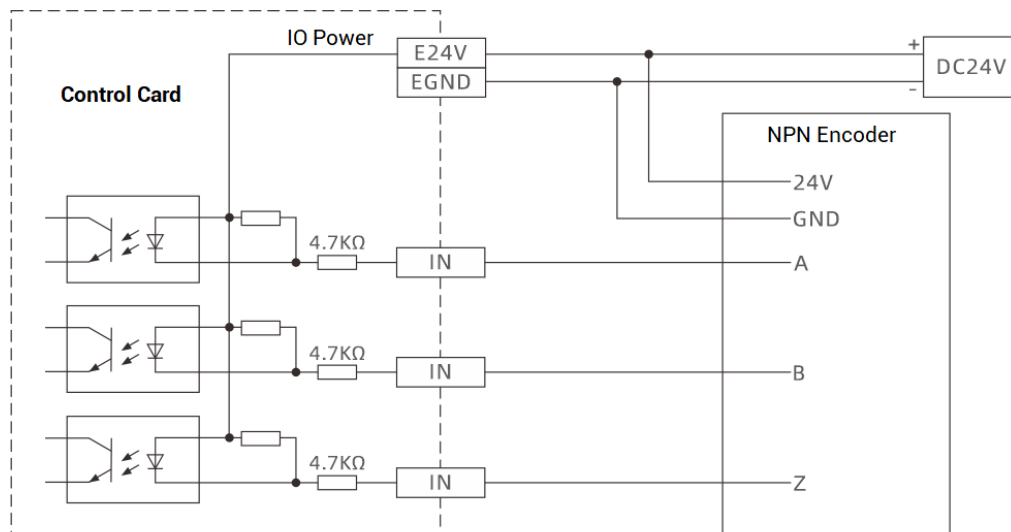 IO Power
E24V
EGND
+
-
DC24V
Control Card
NPN Encoder
24V
GND
4.7KΩ
IN
A
4.7KΩ
IN
B
4.7KΩ
IN
Z